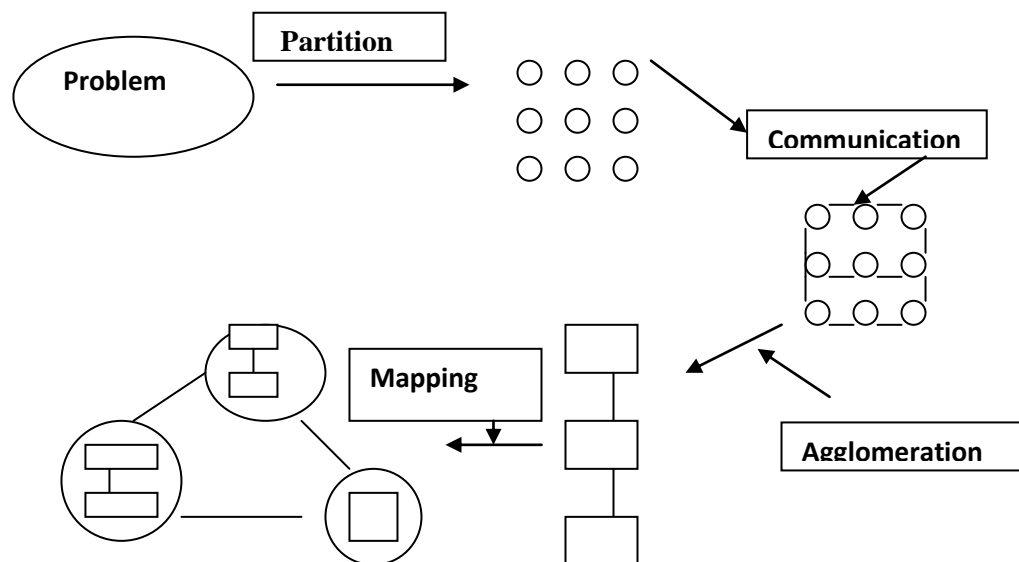 Partition
Problem
Communication
Mapping
Agglomeration